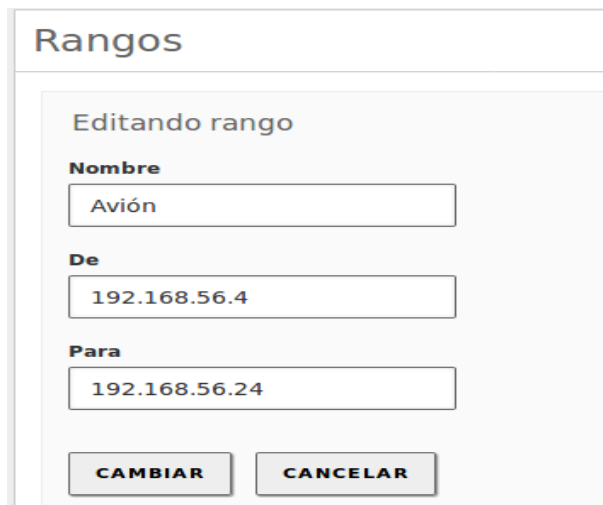 Rangos
Editando rango
Nombre
Avión
De
192.168.56.4
Para
192.168.56.24
CAMBIAR CANCELAR